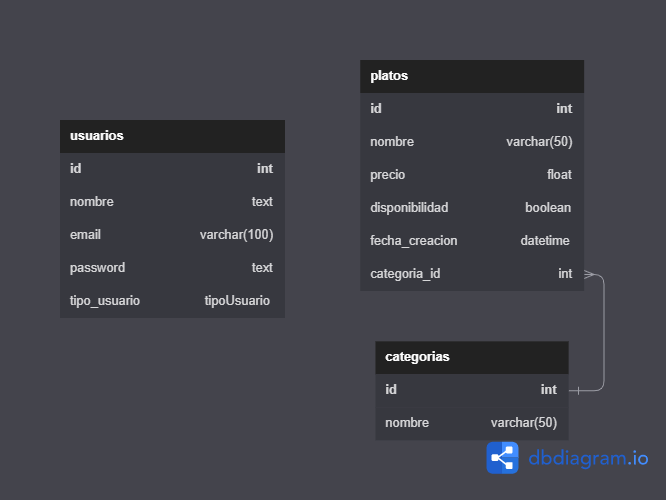 usuarios
id int
nombre text
email varchar(100)
password text
tipo_usuario tipoUsuario
platos
id int
nombre varchar(50)
precio float
disponibilidad boolean
fecha_creacion datetime
categoria_id int
categorias
id int
nombre varchar(50)
dbdiagram.io